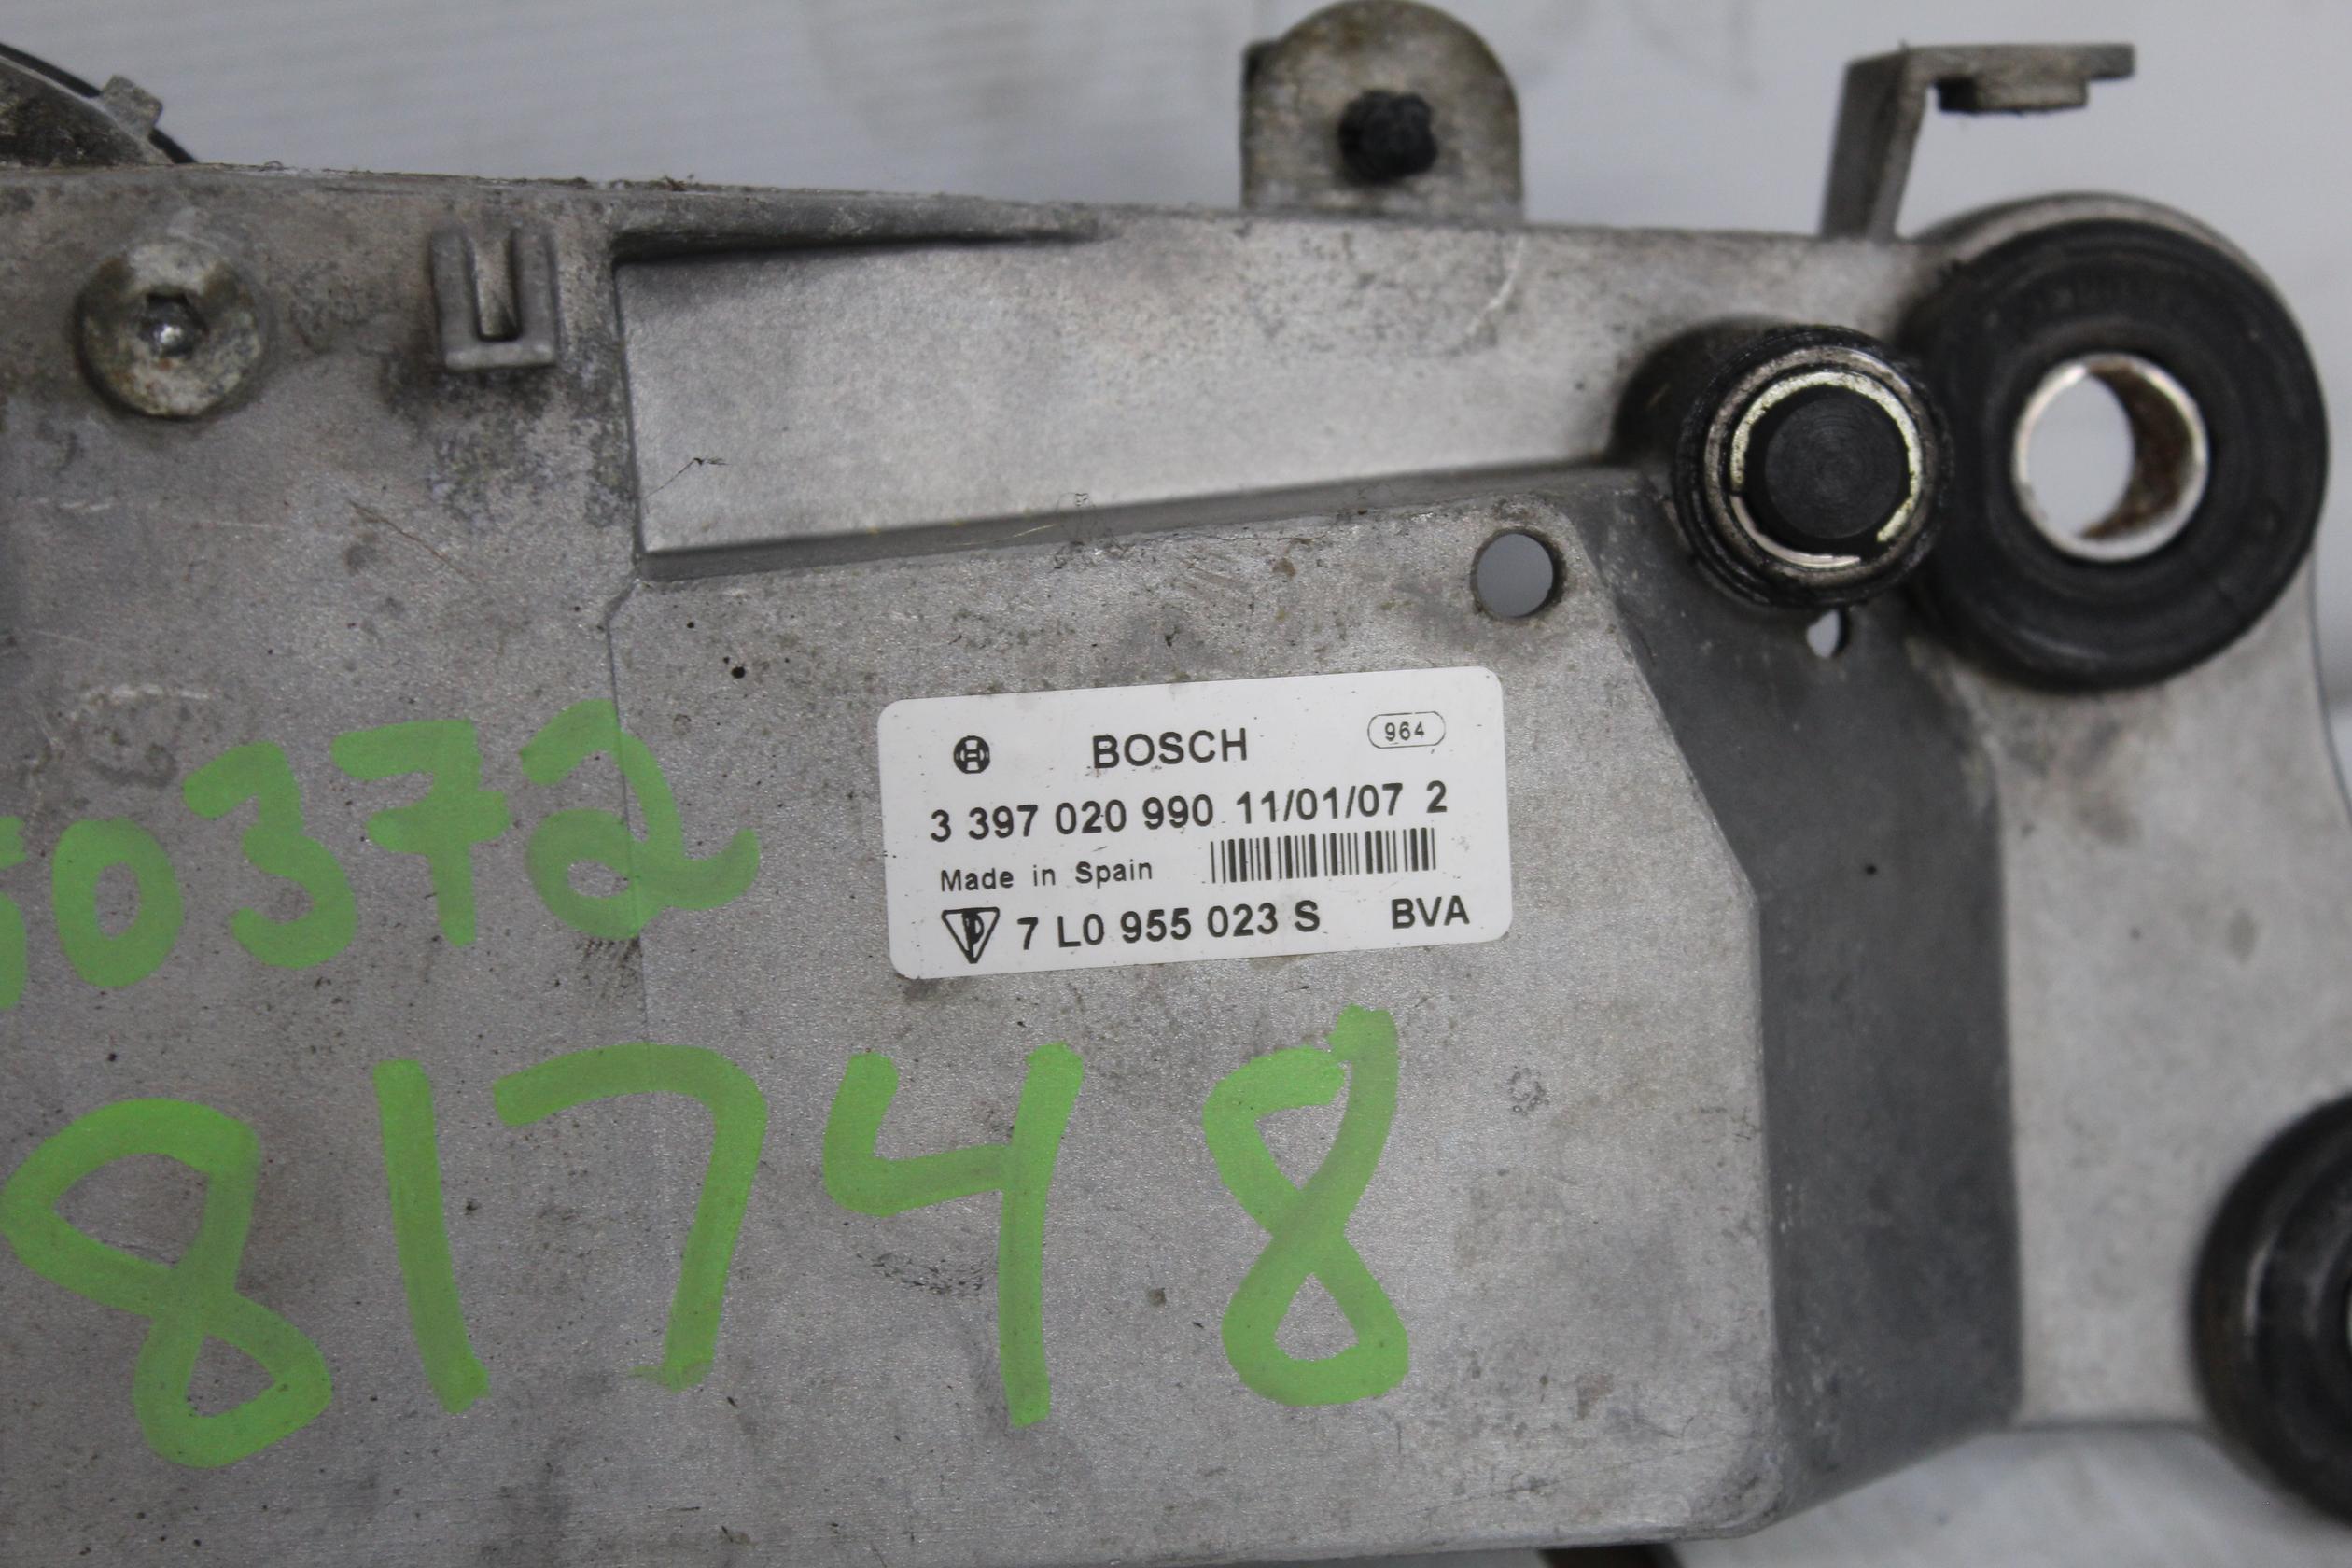 BOSCH 964
3 397 020 990 11/01/07 2
Made in Spain
7 L0 955 023 S BVA
0372
81748